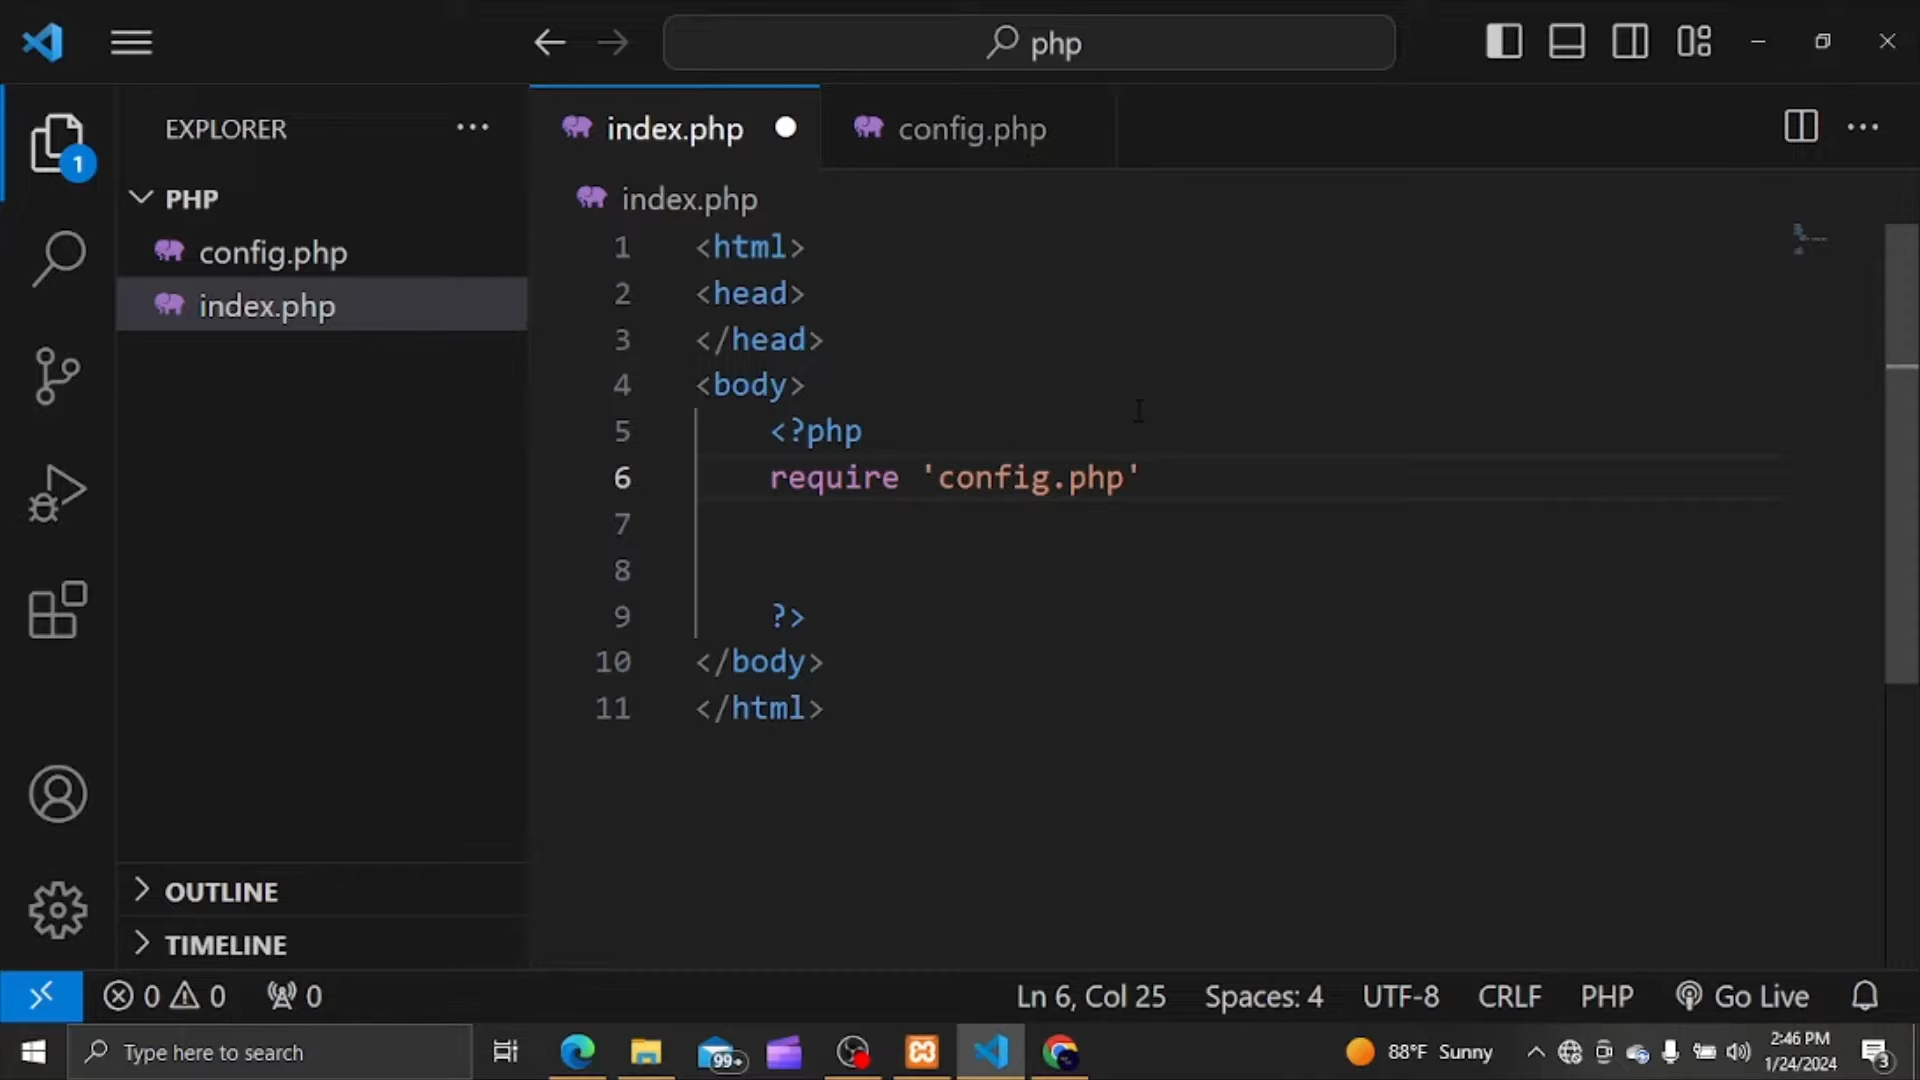 php
EXPLORER
PHP
config.php
index.php
OUTLINE
TIMELINE
index.php
config.php
index.php
1 <html>
2 <head>
3 </head>
4 <body>
5 <?php
6 require 'config.php'
7
8
9 ?>
10 </body>
11 </html>
1
0 0 0
Ln 6, Col 25
Spaces: 4
UTF-8
CRLF
PHP
Go Live
Type here to search
99+
88°F Sunny
2:46 PM
1/24/2024
3